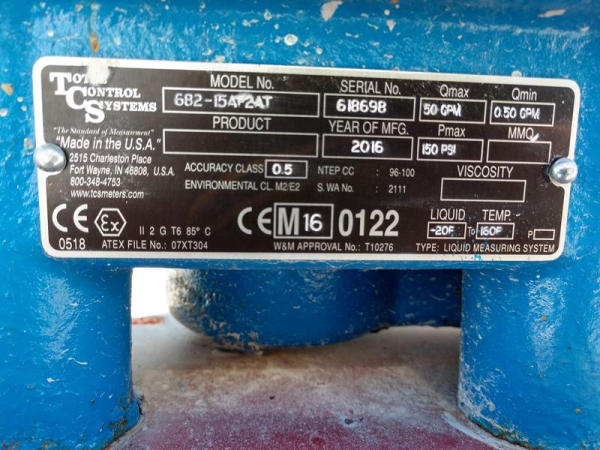 TOTAL CONTROL SYSTEMS
"The Standard of Measurement"
"Made in the U.S.A."
2515 Charleston Place
Fort Wayne, IN 46808, U.S.A.
800-348-4753
www.tcsmeters.com
MODEL No.
682-15AF2AT
SERIAL No.
618698
Qmax
50 GPM
Qmin
0.50 GPM
PRODUCT
YEAR OF MFG.
2016
Pmax
150 PSI
MMQ
ACCURACY CLASS 0.5
NTEP CC : 96-100
ENVIRONMENTAL CL. M2/E2
S. WA No. : 2111
VISCOSITY
CE Ex II 2 G T6 85° C
0518 ATEX FILE No.: 07XT304
CE M 16 0122
W&M APPROVAL No.: T10276
LIQUID TEMP.
-20F To 160F P
TYPE: LIQUID MEASURING SYSTEM